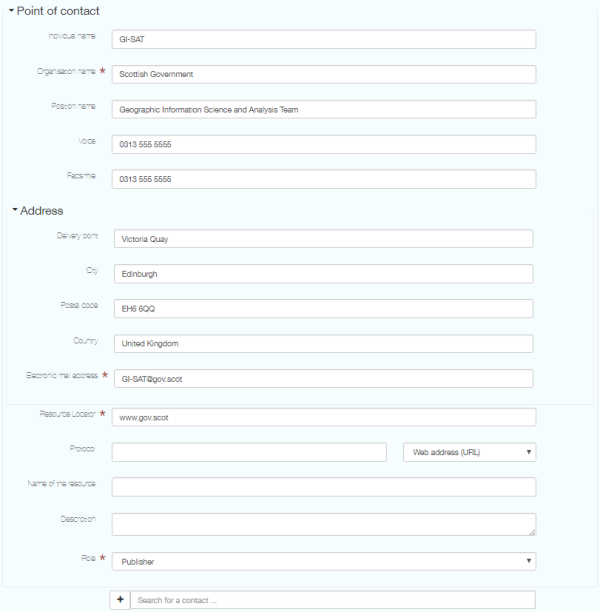 Point of contact
Individual name GI-SAT
Organisation name * Scottish Government
Position name Geographic Information Science and Analysis Team
Voice 0313 555 5555
Facsimile 0313 555 5555
Address
Delivery point Victoria Quay
City Edinburgh
Postal code EH6 6QQ
Country United Kingdom
Electronic mail address * GI-SAT@gov.scot
Resource Locator * www.gov.scot
Protocol Web address (URL)
Name of the resource
Description
Role * Publisher
+ Search for a contact ...